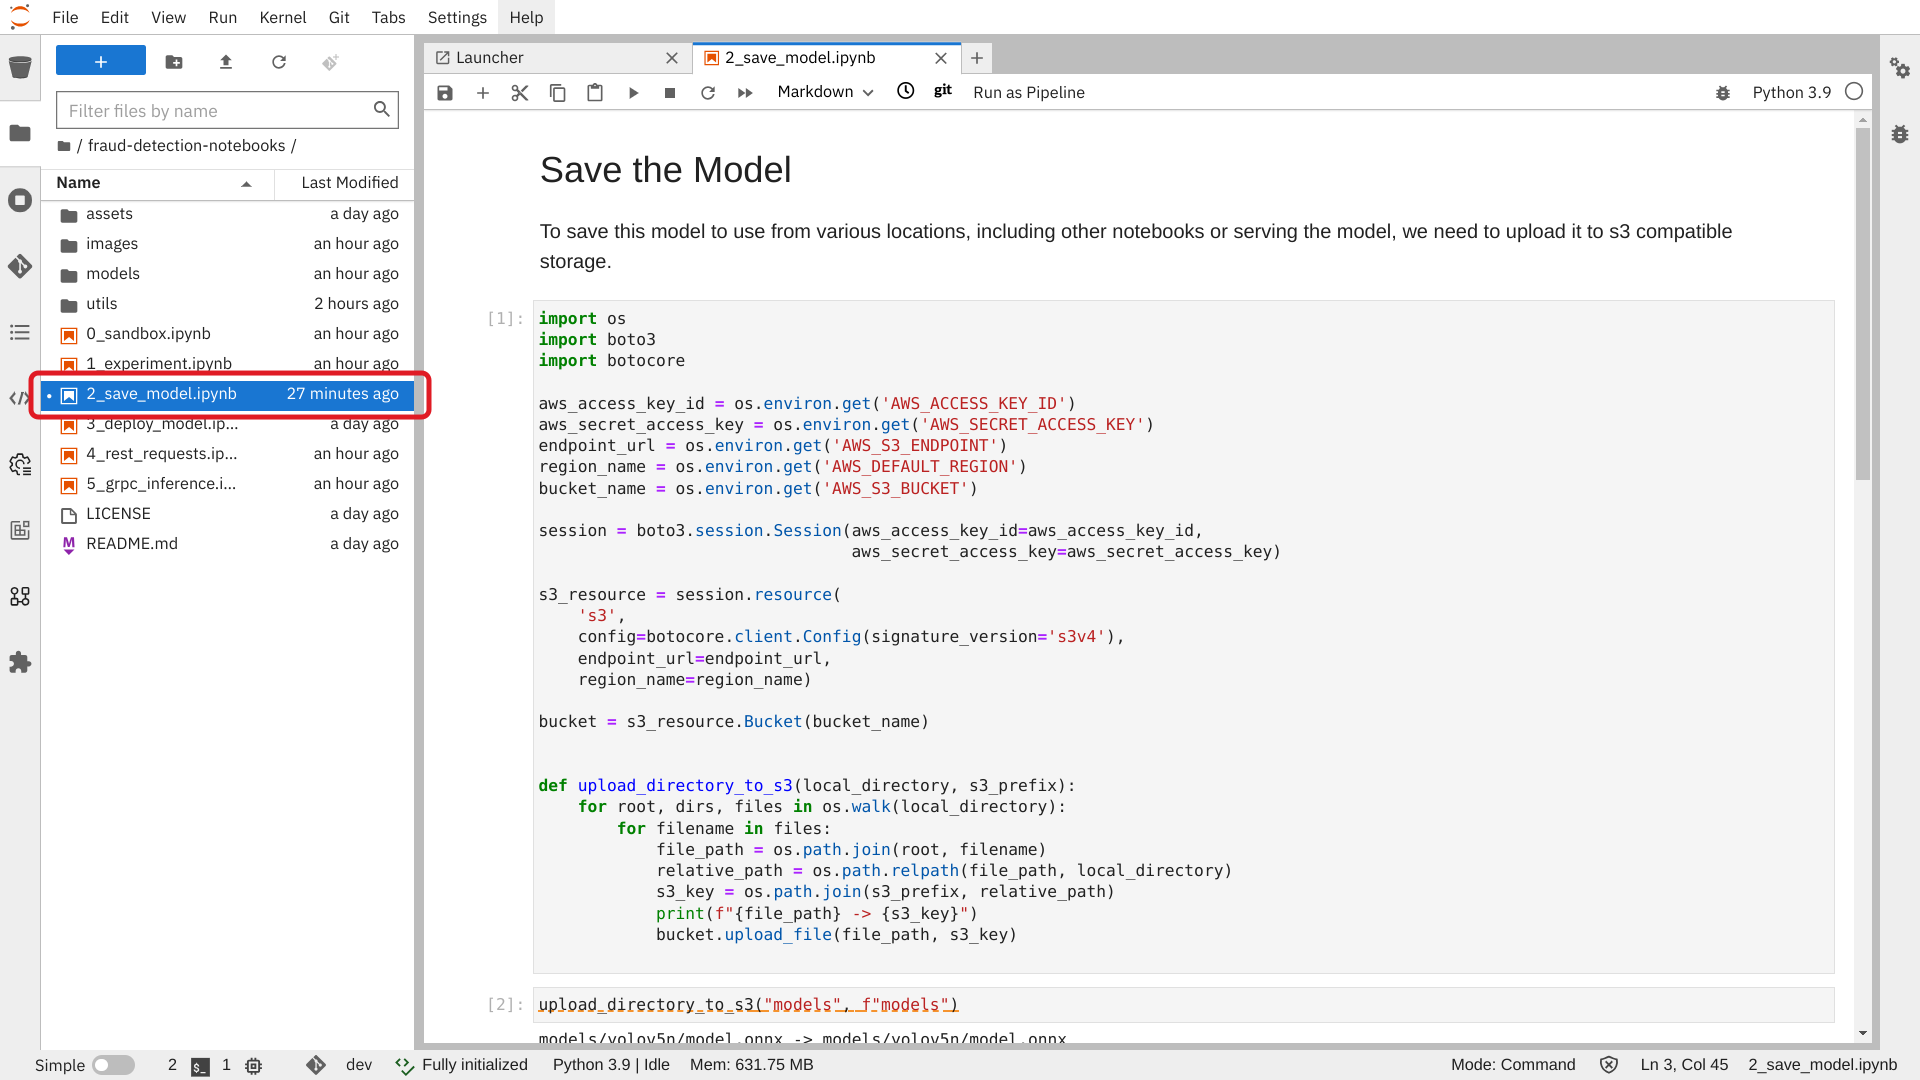 File Edit View Run Kernel Git Tabs Settings Help
Filter files by name
/ fraud-detection-notebooks /
Name Last Modified
assets a day ago
images an hour ago
models an hour ago
utils 2 hours ago
0_sandbox.ipynb an hour ago
1_experiment.ipynb an hour ago
2_save_model.ipynb 27 minutes ago
3_deploy_model.ip... a day ago
4_rest_requests.ip... an hour ago
5_grpc_inference.i... an hour ago
LICENSE a day ago
README.md a day ago
Launcher 2_save_model.ipynb
Markdown git Run as Pipeline Python 3.9
Save the Model
To save this model to use from various locations, including other notebooks or serving the model, we need to upload it to s3 compatible
storage.
[1]:
import os
import boto3
import botocore
aws_access_key_id = os.environ.get('AWS_ACCESS_KEY_ID')
aws_secret_access_key = os.environ.get('AWS_SECRET_ACCESS_KEY')
endpoint_url = os.environ.get('AWS_S3_ENDPOINT')
region_name = os.environ.get('AWS_DEFAULT_REGION')
bucket_name = os.environ.get('AWS_S3_BUCKET')
session = boto3.session.Session(aws_access_key_id=aws_access_key_id,
aws_secret_access_key=aws_secret_access_key)
s3_resource = session.resource(
's3',
config=botocore.client.Config(signature_version='s3v4'),
endpoint_url=endpoint_url,
region_name=region_name)
bucket = s3_resource.Bucket(bucket_name)
def upload_directory_to_s3(local_directory, s3_prefix):
for root, dirs, files in os.walk(local_directory):
for filename in files:
file_path = os.path.join(root, filename)
relative_path = os.path.relpath(file_path, local_directory)
s3_key = os.path.join(s3_prefix, relative_path)
print(f"{file_path} -> {s3_key}")
bucket.upload_file(file_path, s3_key)
[2]: upload_directory_to_s3("models", f"models")
models/yolov5n/model.onnx -> models/yolov5n/model.onnx
Simple 2 $_ 1 dev Fully initialized Python 3.9 | Idle Mem: 631.75 MB Mode: Command Ln 3, Col 45 2_save_model.ipynb